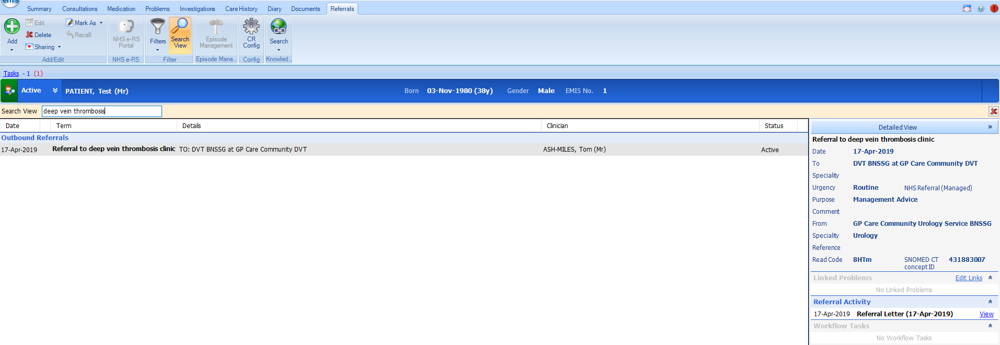 emis
Summary Consultations Medication Problems Investigations Care History Diary Documents Referrals
Add
Edit
Delete
Sharing
Mark As
Recall
Add/Edit
NHS e-RS
Portal
NHS e-RS
Filters
Search
View
Filter
Episode
Management
Episode Mana...
CR
Config
Config
Search
Knowled...
Tasks - 1 (1)
Active PATIENT, Test (Mr) Born 03-Nov-1980 (38y) Gender Male EMIS No. 1
Search View deep vein thrombosis
Date Term Details Clinician Status
Outbound Referrals
17-Apr-2019 Referral to deep vein thrombosis clinic TO: DVT BNSSG at GP Care Community DVT ASH-MILES, Tom (Mr) Active
Detailed View »
Referral to deep vein thrombosis clinic
Date 17-Apr-2019
To DVT BNSSG at GP Care Community DVT
Speciality
Urgency Routine NHS Referral (Managed)
Purpose Management Advice
Comment
From GP Care Community Urology Service BNSSG
Speciality Urology
Reference
Read Code 8HTm SNOMED CT 431883007
concept ID
Linked Problems Edit Links
No Linked Problems
Referral Activity
17-Apr-2019 Referral Letter (17-Apr-2019) View
Workflow Tasks
No Workflow Tasks